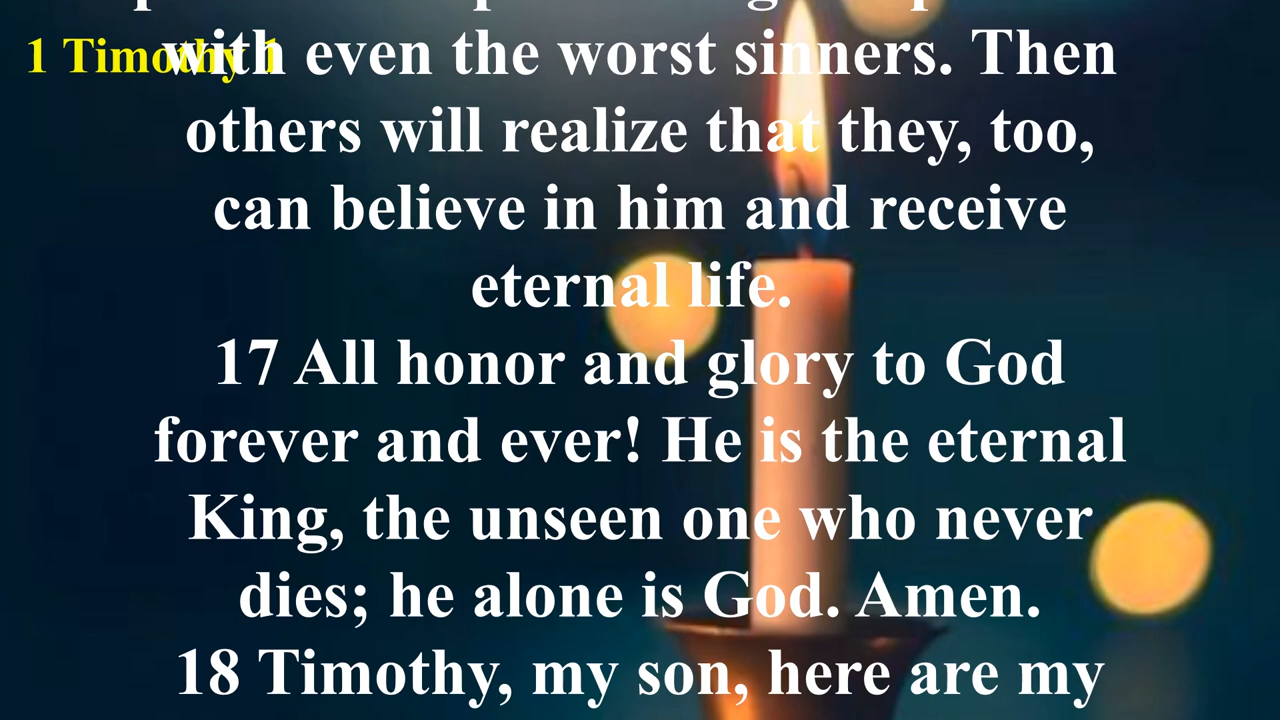 1 Timothy 1
with even the worst sinners. Then
others will realize that they, too,
can believe in him and receive
eternal life.
17 All honor and glory to God
forever and ever! He is the eternal
King, the unseen one who never
dies; he alone is God. Amen.
18 Timothy, my son, here are my